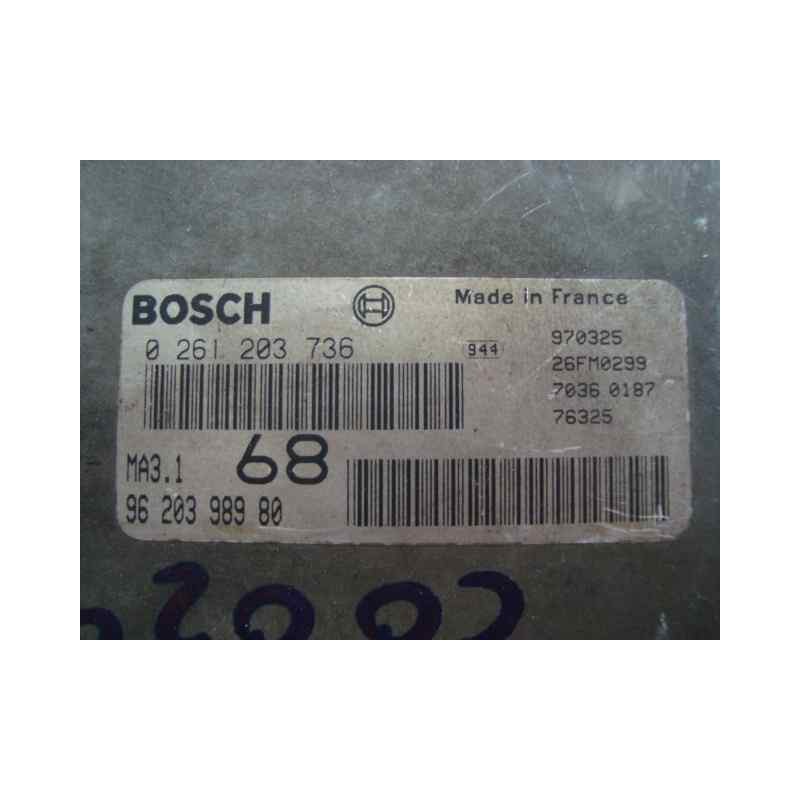 BOSCH
Made in France
0 261 203 736
944
970325
26FM0299
7036 0187
76325
MA3.1
68
96 203 989 80